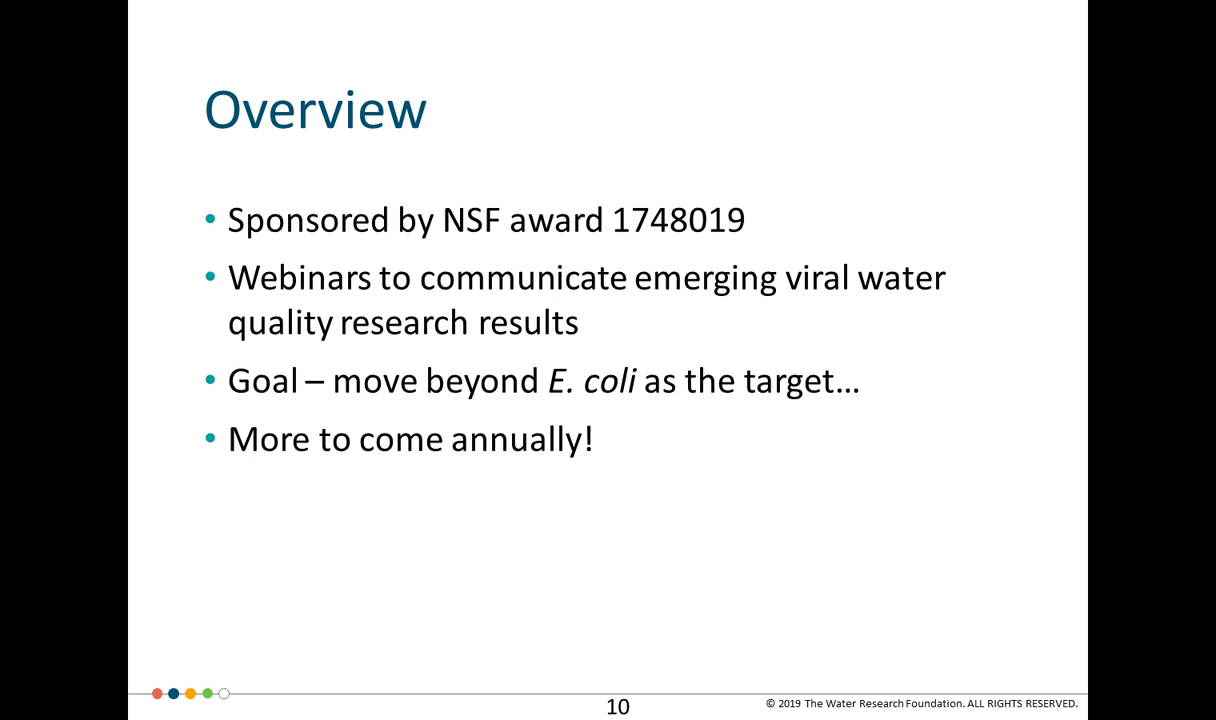 Overview
• Sponsored by NSF award 1748019
• Webinars to communicate emerging viral water
quality research results
• Goal – move beyond E. coli as the target…
• More to come annually!
10
© 2019 The Water Research Foundation. ALL RIGHTS RESERVED.